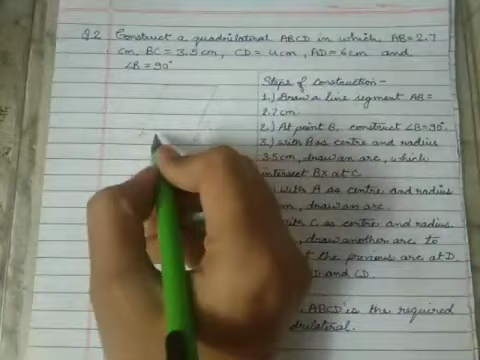 Q.2 Construct a quadrilateral ABCD in which AB = 2.7
cm. BC = 3.5 cm, CD = 4cm, AD = 6cm and
∠B = 90°
Steps of Construction -
1.) Draw a line segment AB =
2.7cm.
2.) At point B, construct ∠B=90°.
3.) with B as centre and radius
3.5cm, draw an arc, which
intersect BX at C
with A as centre and radius
draw an arc.
with C as centre and radius
draw another arc to
the previous arc at D
D and CD.
ABCD is the required